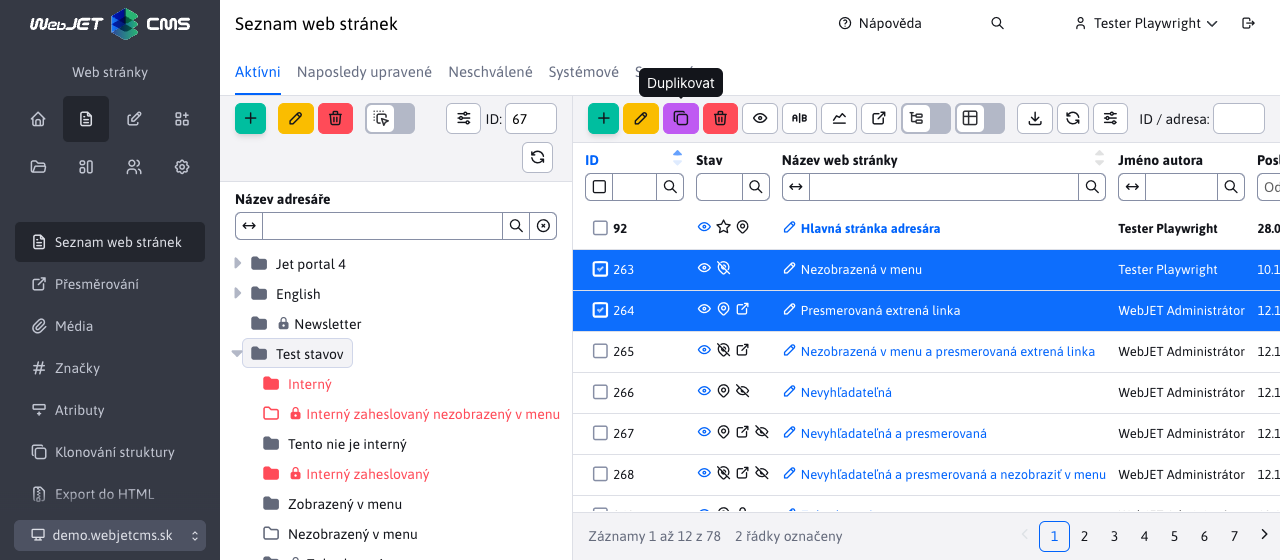 WebJET CMS
Seznam web stránek
Nápověda
Tester Playwright
Web stránky
Aktívni
Naposledy upravené
Neschválené
Systémové
Duplikovat
ID:
67
ID / adresa:
Název adresáře
Jet portal 4
English
Newsletter
Test stavov
Interný
Interný zaheslovaný nezobrazený v menu
Tento nie je interný
Interný zaheslovaný
Zobrazený v menu
Nezobrazený v menu
Seznam web stránek
Přesměrování
Média
Značky
Atributy
Klonování struktury
Export do HTML
demo.webjetcms.sk
ID Stav Název web stránky Jméno autora
92 Hlavná stránka adresára Tester Playwright 28.0
263 Nezobrazená v menu Tester Playwright 10.1
264 Presmerovaná extrená linka WebJET Administrátor 12.1
265 Nezobrazená v menu a presmerovaná extrená linka WebJET Administrátor 12.1
266 Nevyhľadateľná WebJET Administrátor 12.1
267 Nevyhľadateľná a presmerovaná WebJET Administrátor 12.1
268 Nevyhľadateľná a presmerovaná a nezobraziť v menu WebJET Administrátor 12.1
Záznamy 1 až 12 z 78 2 řádky označeny
1 2 3 4 5 6 7